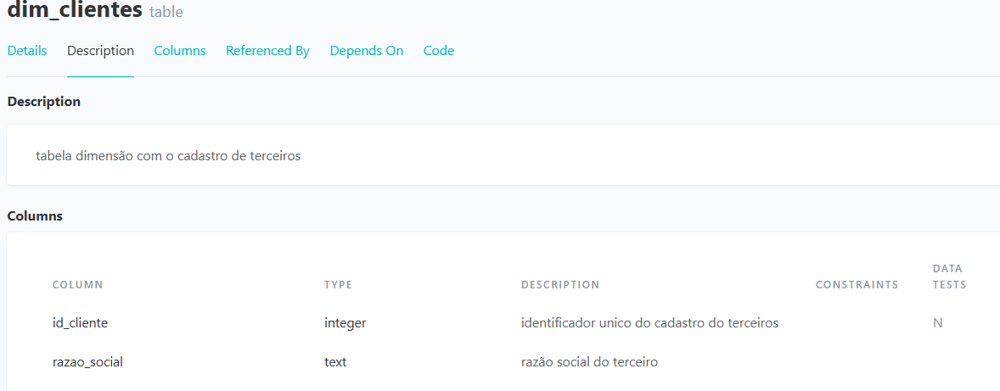 dim_clientes table
Details Description Columns Referenced By Depends On Code
Description
tabela dimensão com o cadastro de terceiros
Columns
COLUMN TYPE DESCRIPTION CONSTRAINTS DATA TESTS
id_cliente integer identificador unico do cadastro do terceiros N
razao_social text razão social do terceiro